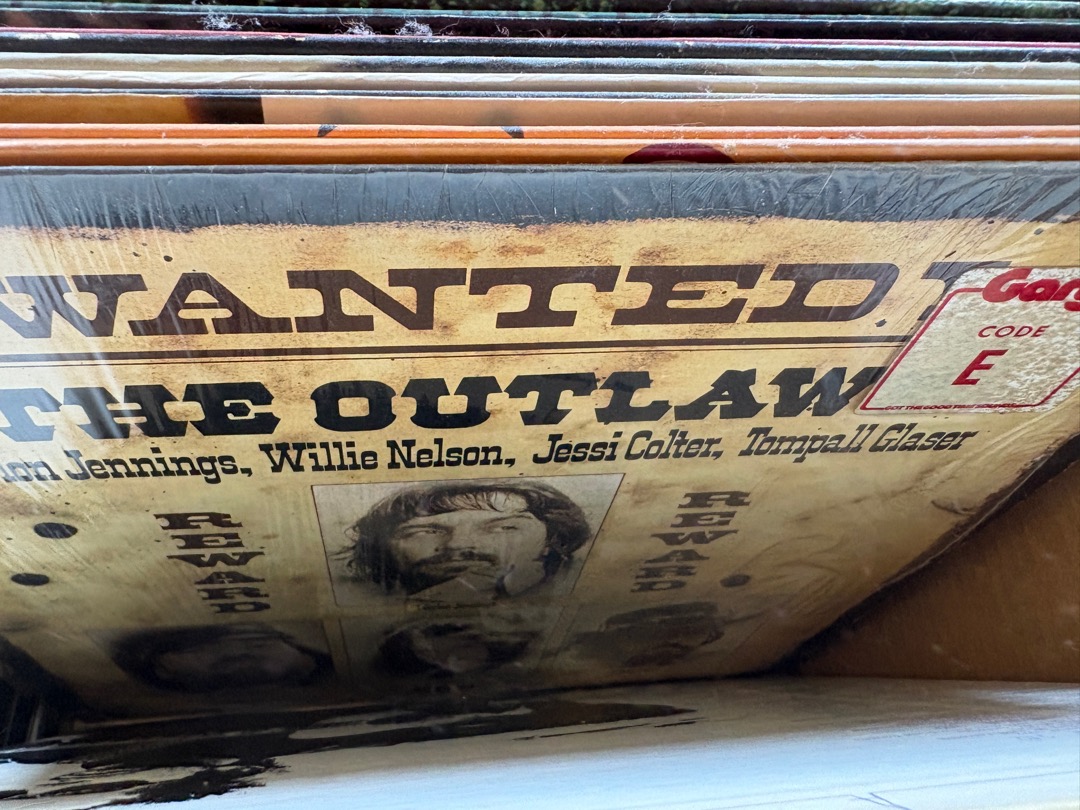 WANTED!
THE OUTLAW
Jennings, Willie Nelson, Jessi Colter, Tompall Glaser
REWARD
REWARD
CODE
E